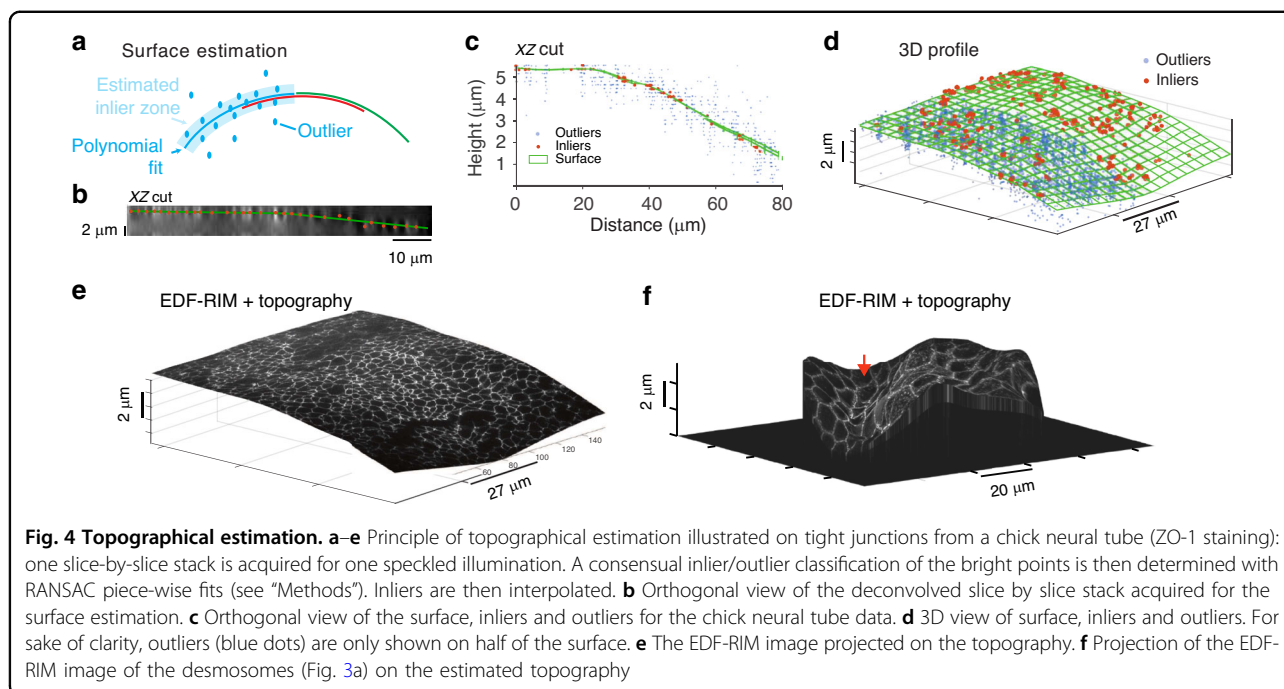 a
Surface estimation
Estimated
inlier zone
Outlier
Polynomial
fit
b
XZ cut
2 μm
10 μm
c
XZ cut
Height (μm)
5
4
3
2
1
Outliers
Inliers
Surface
0
20
40
60
80
Distance (μm)
d
3D profile
Outliers
Inliers
2 μm
27 μm
e
EDF-RIM + topography
2 μm
60
80
100
120
140
27 μm
f
EDF-RIM + topography
2 μm
20 μm
Fig. 4 Topographical estimation. a–e Principle of topographical estimation illustrated on tight junctions from a chick neural tube (ZO-1 staining):
one slice-by-slice stack is acquired for one speckled illumination. A consensual inlier/outlier classification of the bright points is then determined with
RANSAC piece-wise fits (see “Methods”). Inliers are then interpolated. b Orthogonal view of the deconvolved slice by slice stack acquired for the
surface estimation. c Orthogonal view of the surface, inliers and outliers for the chick neural tube data. d 3D view of surface, inliers and outliers. For
sake of clarity, outliers (blue dots) are only shown on half of the surface. e The EDF-RIM image projected on the topography. f Projection of the EDF-
RIM image of the desmosomes (Fig. 3a) on the estimated topography